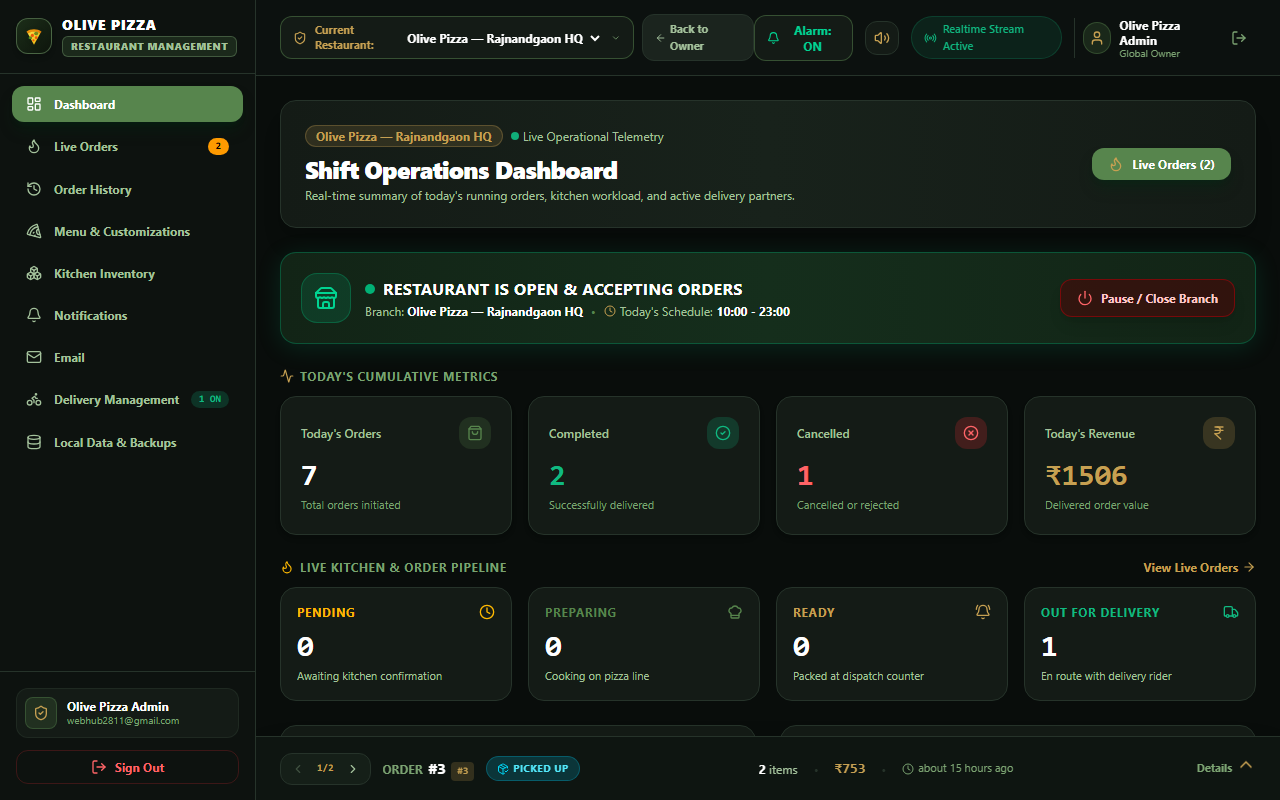 OLIVE PIZZA
RESTAURANT MANAGEMENT
Dashboard
Live Orders 2
Order History
Menu & Customizations
Kitchen Inventory
Notifications
Email
Delivery Management 1 ON
Local Data & Backups
Olive Pizza Admin
webhub2811@gmail.com
Sign Out
Current
Restaurant:
Olive Pizza — Rajnandgaon HQ
Back to
Owner
Alarm:
ON
Realtime Stream
Active
Olive Pizza
Admin
Global Owner
Olive Pizza — Rajnandgaon HQ Live Operational Telemetry
Shift Operations Dashboard
Real-time summary of today's running orders, kitchen workload, and active delivery partners.
Live Orders (2)
RESTAURANT IS OPEN & ACCEPTING ORDERS
Branch: Olive Pizza — Rajnandgaon HQ • Today's Schedule: 10:00 - 23:00
Pause / Close Branch
TODAY'S CUMULATIVE METRICS
Today's Orders
7
Total orders initiated
Completed
2
Successfully delivered
Cancelled
1
Cancelled or rejected
Today's Revenue
₹
₹1506
Delivered order value
LIVE KITCHEN & ORDER PIPELINE
View Live Orders →
PENDING
0
Awaiting kitchen confirmation
PREPARING
0
Cooking on pizza line
READY
0
Packed at dispatch counter
OUT FOR DELIVERY
1
En route with delivery rider
1/2
ORDER #3 #3
PICKED UP
2 items • ₹753 • about 15 hours ago
Details